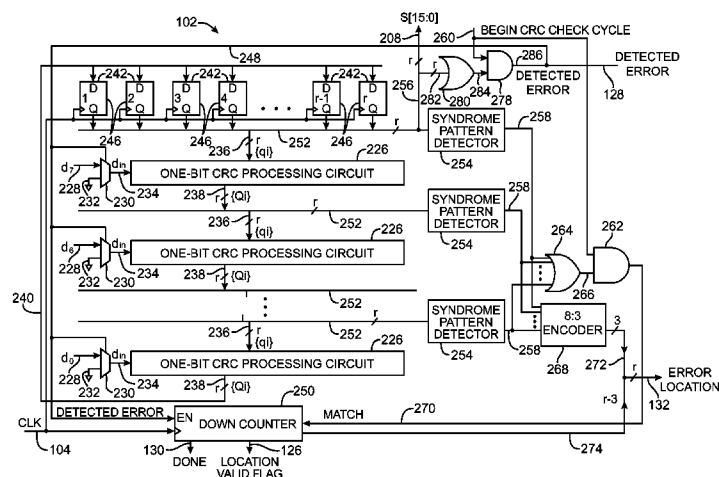 102
S[15:0]
260
BEGIN CRC CHECK CYCLE
248
208
286
DETECTED ERROR
242 242 242
r
284
278
DETECTED ERROR
128
D D D D D D
1 2 3 4 . . . r-1 r
Q Q Q Q Q Q
256
282
280
258
246 246 246 246
252
r
236 r {qi}
SYNDROME PATTERN DETECTOR
254
226
d7
din
228
232
230
234
ONE-BIT CRC PROCESSING CIRCUIT
238 r {Qi}
r
252
258
236 r {qi}
SYNDROME PATTERN DETECTOR
254
226
262
264
d6
din
228
232
230
234
ONE-BIT CRC PROCESSING CIRCUIT
238 r {Qi}
266
240
252
r
252
236 r {qi}
SYNDROME PATTERN DETECTOR
254
258
8:3 ENCODER
268
3
272
226
d0
din
228
232
230
234
ONE-BIT CRC PROCESSING CIRCUIT
238 r {Qi}
r
ERROR LOCATION
132
r-3
250
DETECTED ERROR
EN
DOWN COUNTER
MATCH
270
CLK
104
274
130
DONE
126
LOCATION VALID FLAG